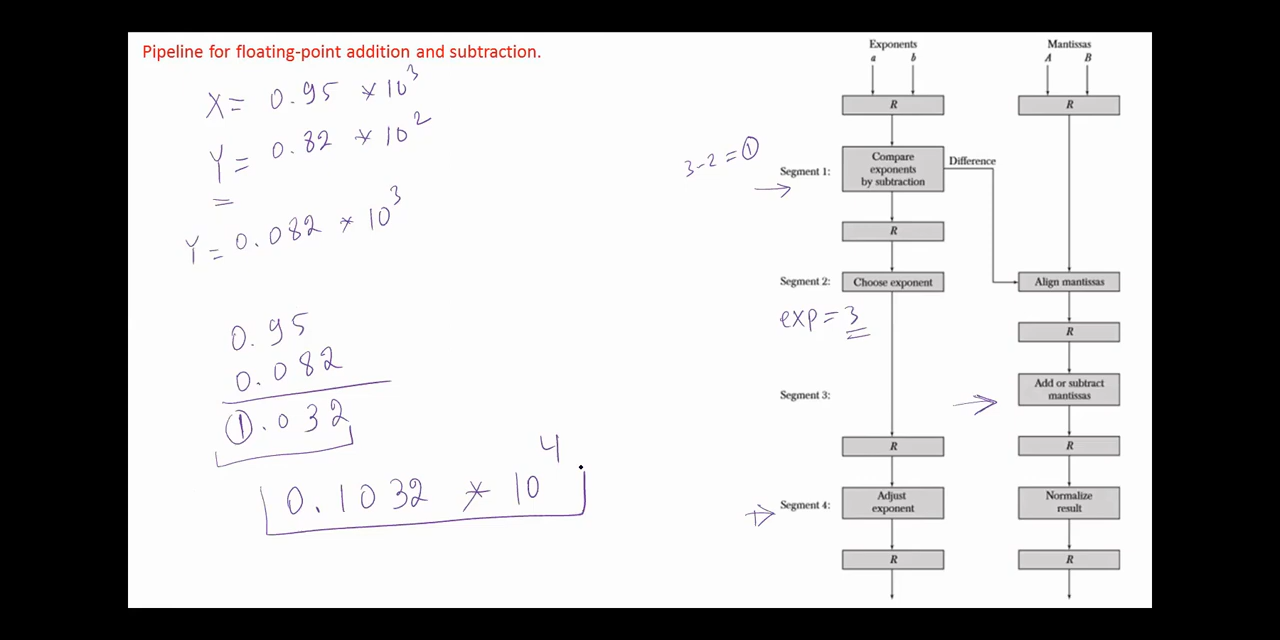 Pipeline for floating-point addition and subtraction.
X = 0.95 * 10^3
Y = 0.82 * 10^2
=
Y = 0.082 * 10^3
0.95
0.082
1.032
0.1032 * 10^4
Exponents
a b
R
3-2 = 1
Segment 1:
Compare
exponents
by subtraction
Difference
R
Segment 2:
Choose exponent
exp = 3
Segment 3:
R
Segment 4:
Adjust
exponent
R
Mantissas
A B
R
Align mantissas
R
Add or subtract
mantissas
R
Normalize
result
R